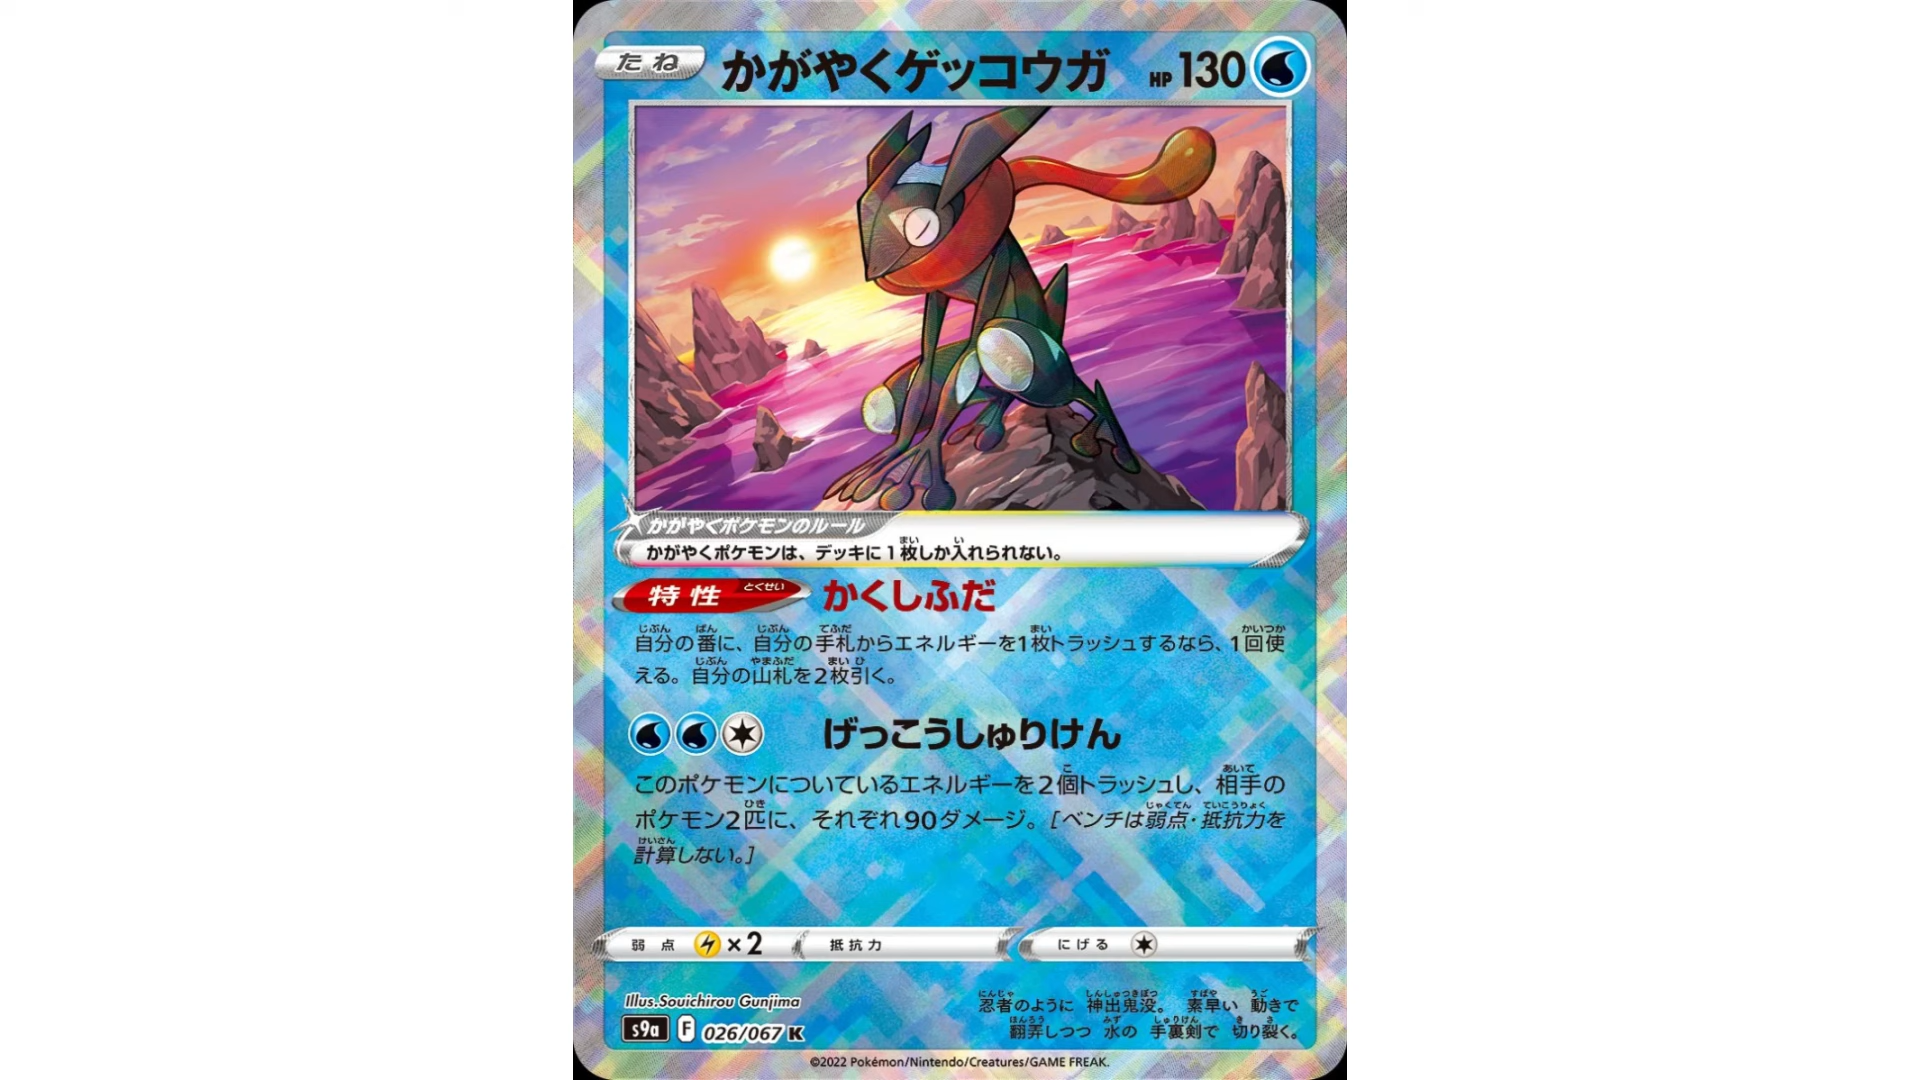 たね かがやくゲッコウガ HP 130
かがやくポケモンのルール
かがやくポケモンは、デッキに1枚しか入れられない。
特性 とくせい かくしふだ
自分の番に、自分の手札からエネルギーを1枚トラッシュするなら、1回使
える。自分の山札を2枚引く。
げっこうしゅりけん
このポケモンについているエネルギーを2個トラッシュし、相手の
ポケモン2匹に、それぞれ90ダメージ。[ベンチは弱点・抵抗力を
計算しない。]
弱点 ×2 抵抗力 にげる
Illus.Souichirou Gunjima
忍者のように 神出鬼没。 素早い 動きで
翻弄しつつ 水の 手裏剣で 切り裂く。
s9a F 026/067 K
©2022 Pokémon/Nintendo/Creatures/GAME FREAK.